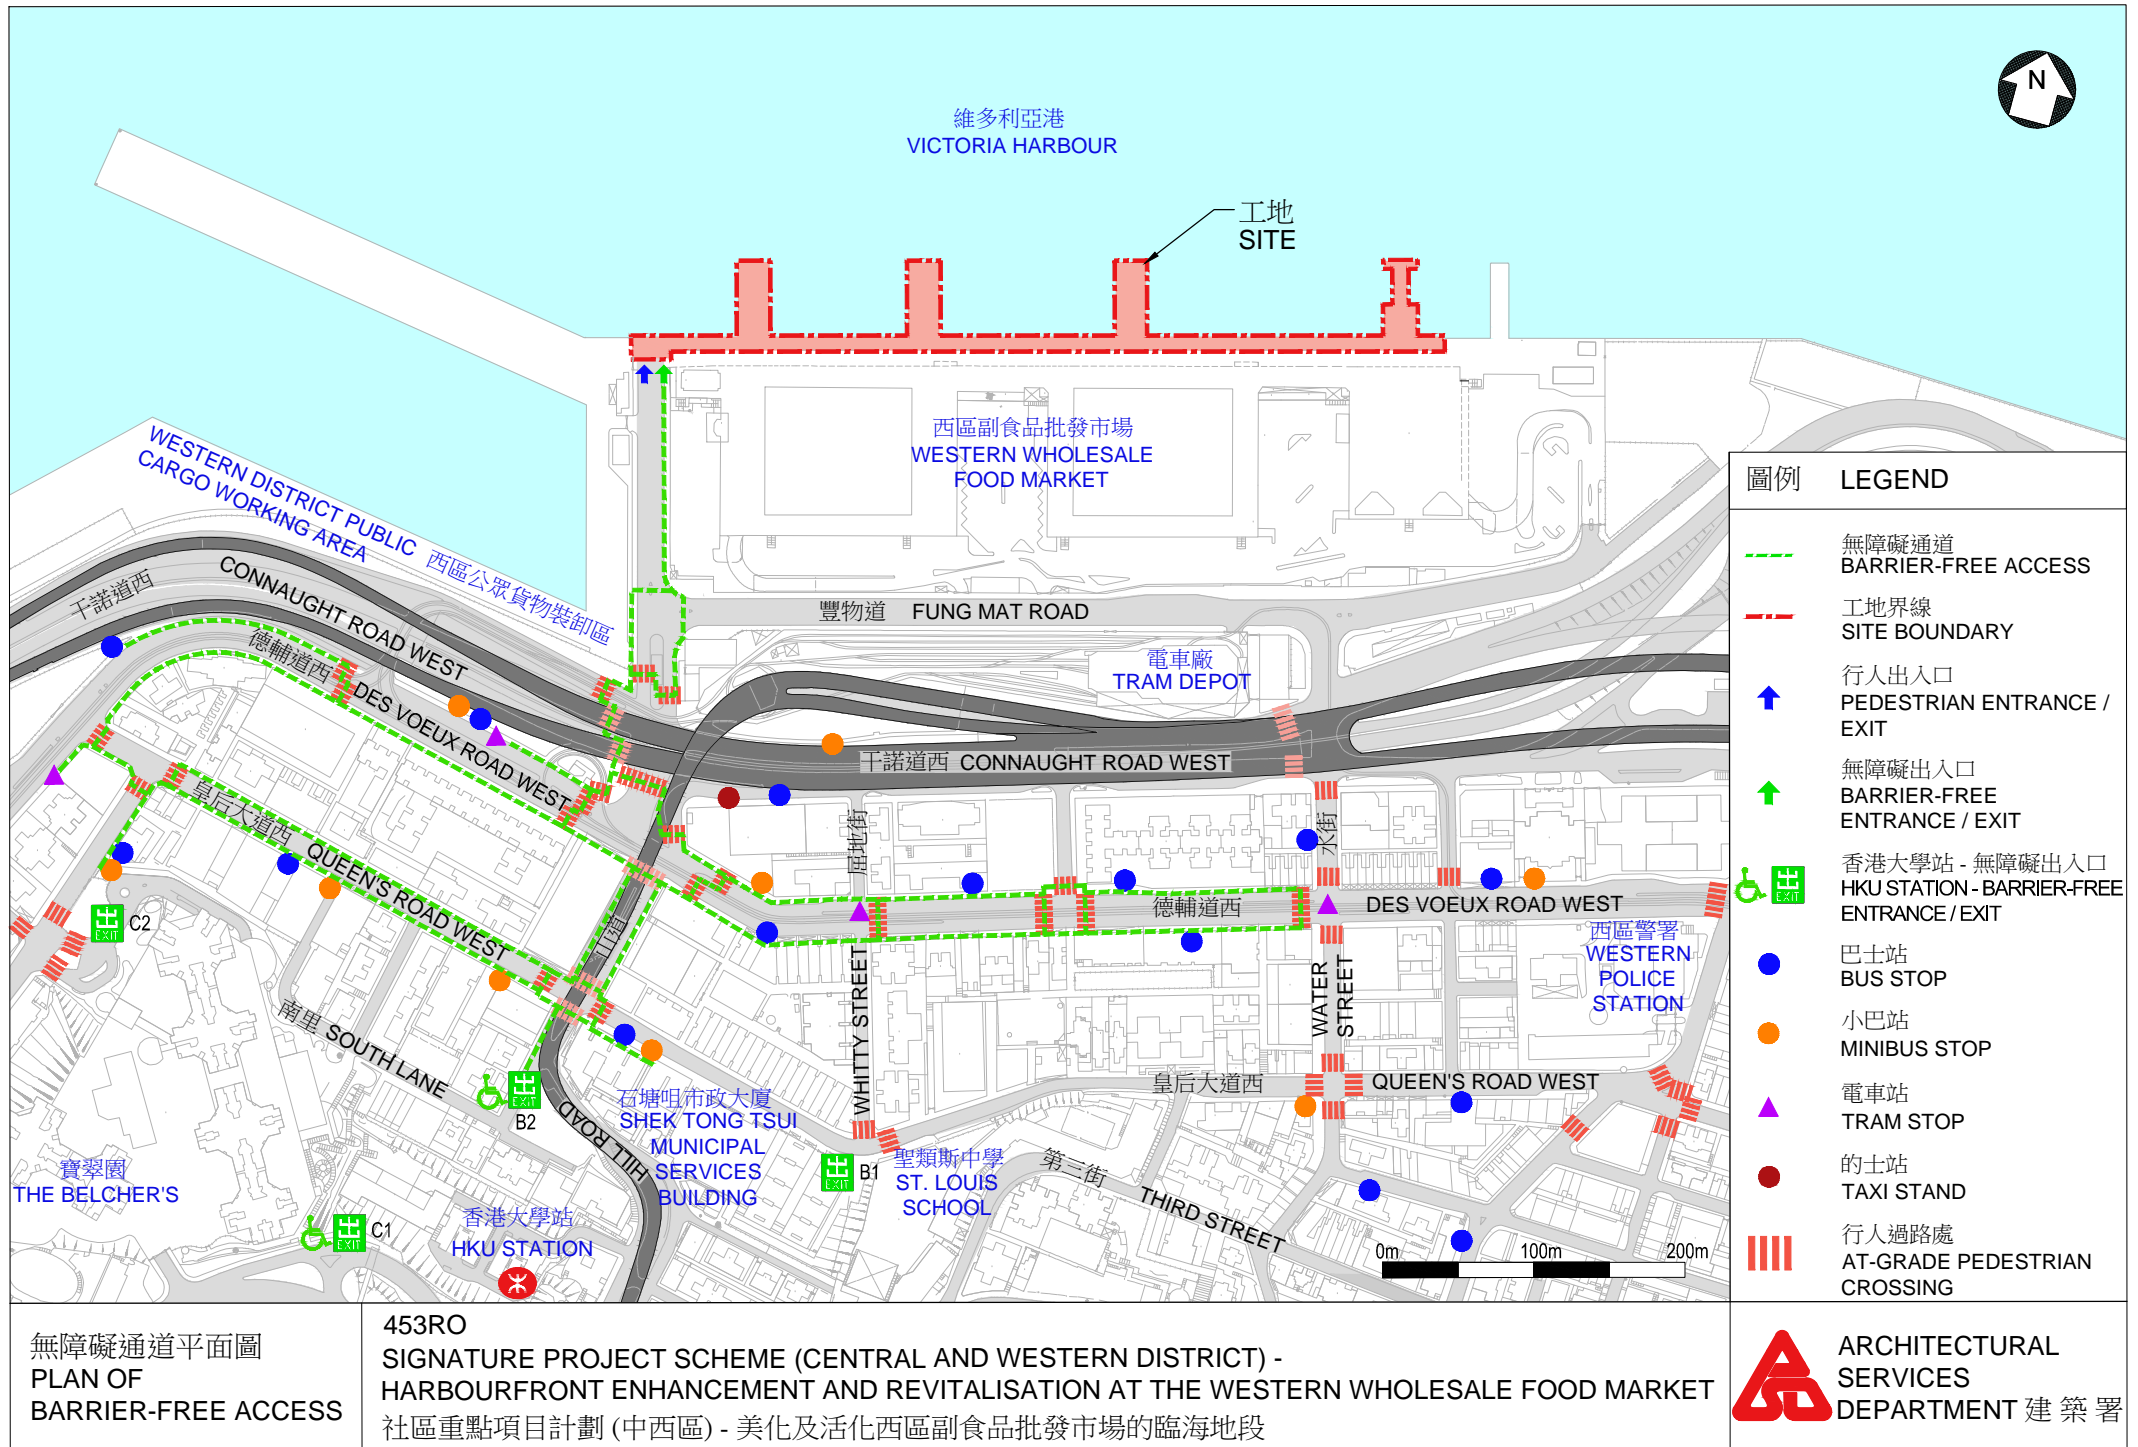 維多利亞港
VICTORIA HARBOUR
N
工地
SITE
西區副食品批發市場
WESTERN WHOLESALE
FOOD MARKET
WESTERN DISTRICT PUBLIC
CARGO WORKING AREA
西區公眾貨物裝卸區
干諾道西
CONNAUGHT ROAD WEST
德輔道西
DES VOEUX ROAD WEST
豐物道 FUNG MAT ROAD
電車廠
TRAM DEPOT
干諾道西 CONNAUGHT ROAD WEST
皇后大道西
QUEEN'S ROAD WEST
屈地街
水街
德輔道西
DES VOEUX ROAD WEST
西區警署
WESTERN
POLICE
STATION
山道
C2
WHITTY STREET
WATER
STREET
南里 SOUTH LANE
皇后大道西
QUEEN'S ROAD WEST
出
EXIT
B2
HILL ROAD
石塘咀市政大廈
SHEK TONG TSUI
MUNICIPAL
SERVICES
BUILDING
出
EXIT
B1
聖類斯中學
ST. LOUIS
SCHOOL
第三街
THIRD STREET
寶翠園
THE BELCHER'S
出
EXIT
C1
香港大學站
HKU STATION
0m
100m
200m
出
EXIT
圖例 LEGEND
無障礙通道
BARRIER-FREE ACCESS
工地界線
SITE BOUNDARY
行人出入口
PEDESTRIAN ENTRANCE /
EXIT
無障礙出入口
BARRIER-FREE
ENTRANCE / EXIT
出
EXIT
香港大學站 - 無障礙出入口
HKU STATION - BARRIER-FREE
ENTRANCE / EXIT
巴士站
BUS STOP
小巴站
MINIBUS STOP
電車站
TRAM STOP
的士站
TAXI STAND
行人過路處
AT-GRADE PEDESTRIAN
CROSSING
無障礙通道平面圖
PLAN OF
BARRIER-FREE ACCESS
453RO
SIGNATURE PROJECT SCHEME (CENTRAL AND WESTERN DISTRICT) -
HARBOURFRONT ENHANCEMENT AND REVITALISATION AT THE WESTERN WHOLESALE FOOD MARKET
社區重點項目計劃 (中西區) - 美化及活化西區副食品批發市場的臨海地段
ARCHITECTURAL
SERVICES
DEPARTMENT 建築署